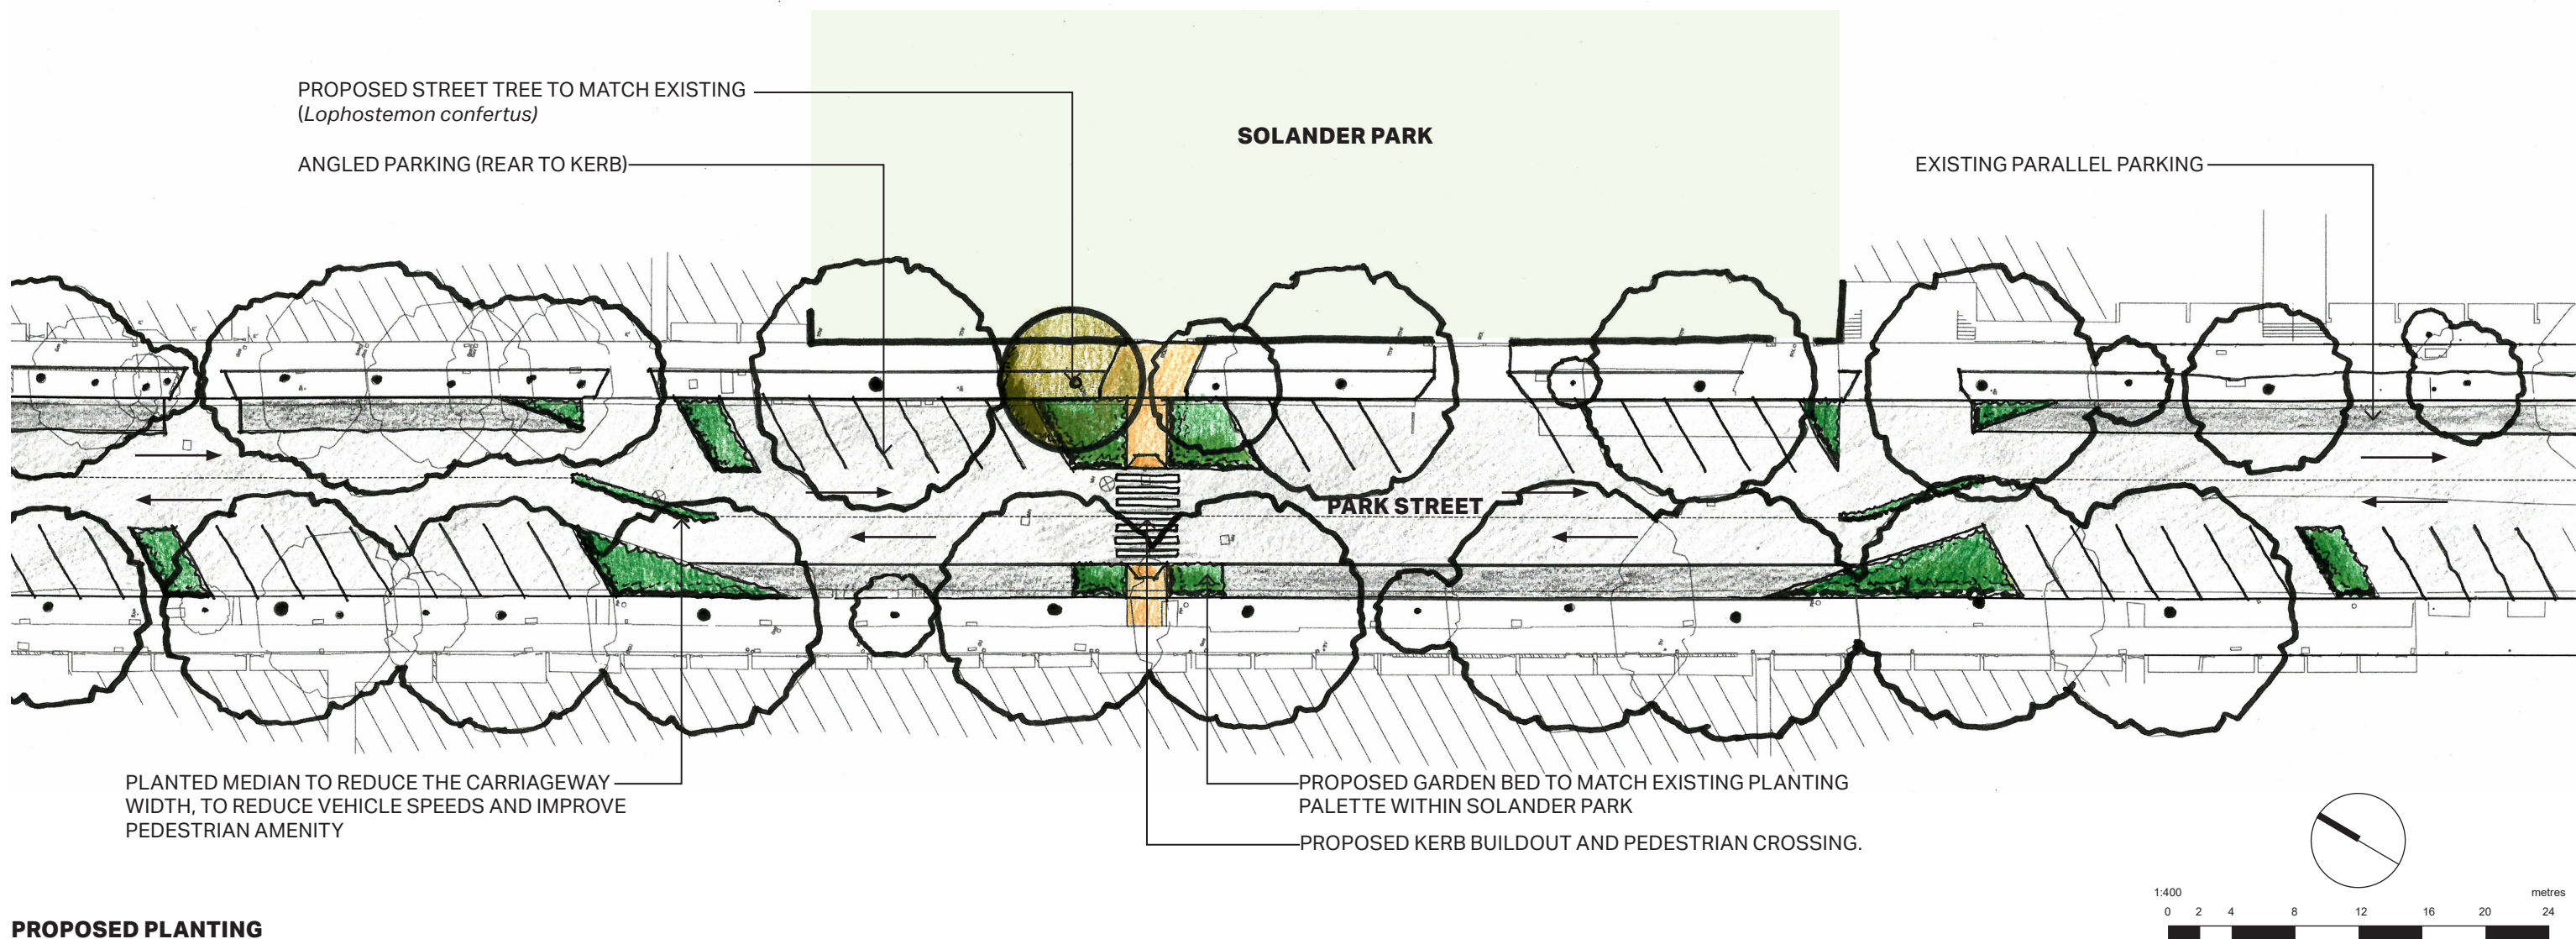 PROPOSED STREET TREE TO MATCH EXISTING
(Lophostemon confertus)
SOLANDER PARK
ANGLED PARKING (REAR TO KERB)
EXISTING PARALLEL PARKING
PARK STREET
PLANTED MEDIAN TO REDUCE THE CARRIAGEWAY
WIDTH, TO REDUCE VEHICLE SPEEDS AND IMPROVE
PEDESTRIAN AMENITY
PROPOSED GARDEN BED TO MATCH EXISTING PLANTING
PALETTE WITHIN SOLANDER PARK
PROPOSED KERB BUILDOUT AND PEDESTRIAN CROSSING.
1:400 metres
0 2 4 8 12 16 20 24
PROPOSED PLANTING